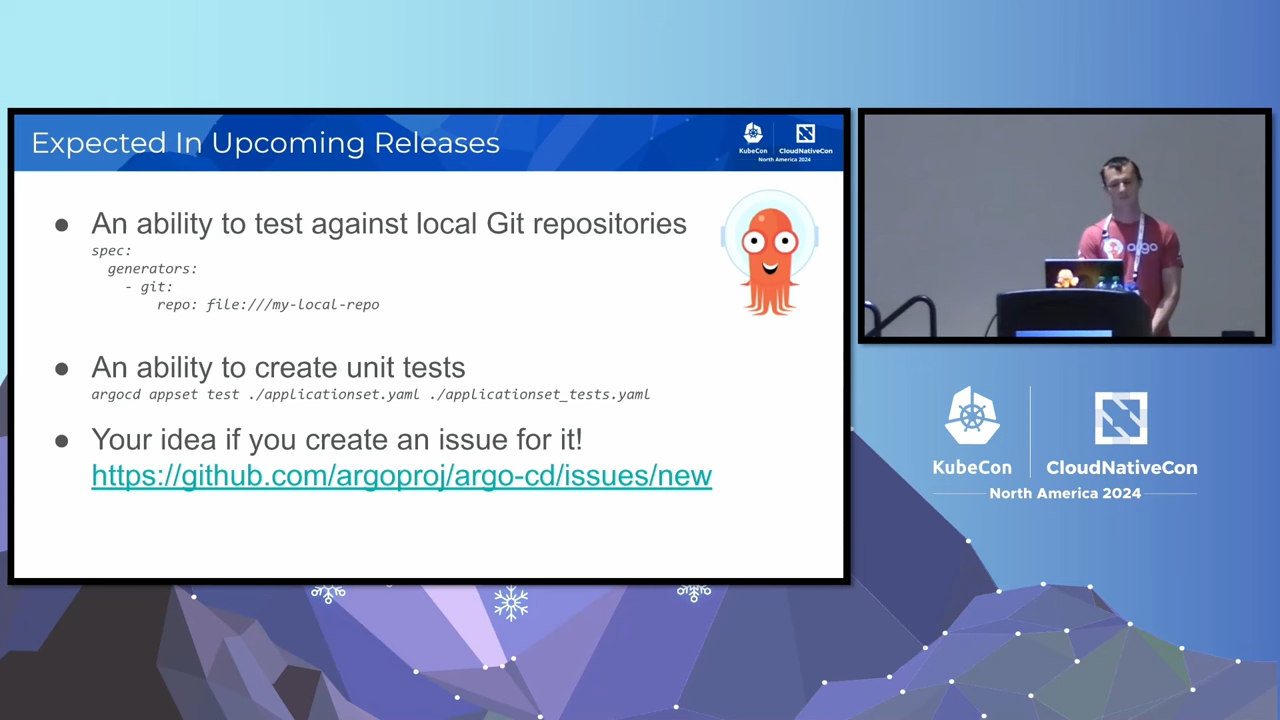 Expected In Upcoming Releases
KubeCon
CloudNativeCon
North America 2024
● An ability to test against local Git repositories
spec:
generators:
- git:
repo: file:///my-local-repo
● An ability to create unit tests
argocd appset test ./applicationset.yaml ./applicationset_tests.yaml
● Your idea if you create an issue for it!
https://github.com/argoproj/argo-cd/issues/new
argo
KubeCon
CloudNativeCon
North America 2024